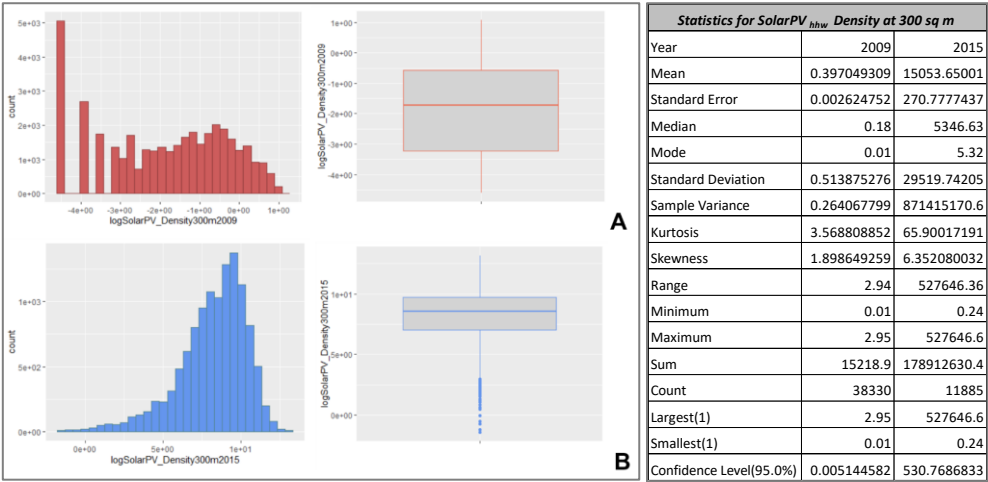 5e+03
4e+03
3e+03
2e+03
1e+03
0e+00
count
-4e+00 -3e+00 -2e+00 -1e+00 0e+00 1e+00
logSolarPV_Density300m2009
1e+00
0e+00
-1e+00
-2e+00
-3e+00
-4e+00
logSolarPV_Density300m2009
A
1e+03
5e+02
0e+00
count
0e+00 5e+00 1e+01
logSolarPV_Density300m2015
1e+01
5e+00
0e+00
logSolarPV_Density300m2015
B
Statistics for SolarPV hhw Density at 300 sq m
Year 2009 2015
Mean 0.397049309 15053.65001
Standard Error 0.002624752 270.7777437
Median 0.18 5346.63
Mode 0.01 5.32
Standard Deviation 0.513875276 29519.74205
Sample Variance 0.264067799 871415170.6
Kurtosis 3.568808852 65.90017191
Skewness 1.898649259 6.352080032
Range 2.94 527646.36
Minimum 0.01 0.24
Maximum 2.95 527646.6
Sum 15218.9 178912630.4
Count 38330 11885
Largest(1) 2.95 527646.6
Smallest(1) 0.01 0.24
Confidence Level(95.0%) 0.005144582 530.7686833